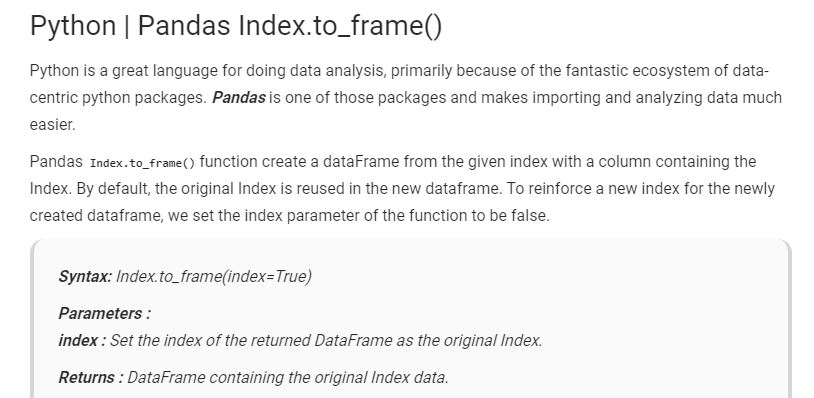 Python | Pandas Index.to_frame()
Python is a great language for doing data analysis, primarily because of the fantastic ecosystem of data-
centric python packages. Pandas is one of those packages and makes importing and analyzing data much
easier.
Pandas Index.to_frame() function create a dataFrame from the given index with a column containing the
Index. By default, the original Index is reused in the new dataframe. To reinforce a new index for the newly
created dataframe, we set the index parameter of the function to be false.
Syntax: Index.to_frame(index=True)
Parameters :
index : Set the index of the returned DataFrame as the original Index.
Returns : DataFrame containing the original Index data.